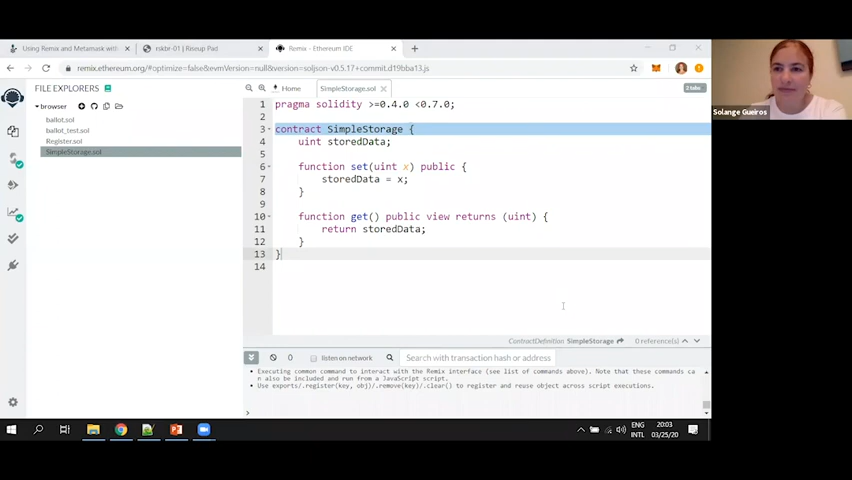 Using Remix and Metamask with
rskbr-01 | Riseup Pad
Remix - Ethereum IDE
remix.ethereum.org/#optimize=false&evmVersion=null&version=soljson-v0.5.17+commit.d19bba13.js
FILE EXPLORERS
Home
SimpleStorage.sol
2 tabs
browser
ballot.sol
ballot_test.sol
Register.sol
SimpleStorage.sol
1 pragma solidity >=0.4.0 <0.7.0;
2
3 contract SimpleStorage {
4 uint storedData;
5
6 function set(uint x) public {
7 storedData = x;
8 }
9
10 function get() public view returns (uint) {
11 return storedData;
12 }
13 }
14
ContractDefinition SimpleStorage 0 reference(s)
0 listen on network Search with transaction hash or address
• Executing common command to interact with the Remix interface (see list of commands above). Note that these commands ca
n also be included and run from a JavaScript script.
• Use exports/.register(key, obj)/.remove(key)/.clear() to register and reuse object across script executions.
>
ENG
INTL
20:03
03/25/20
Solange Gueiros